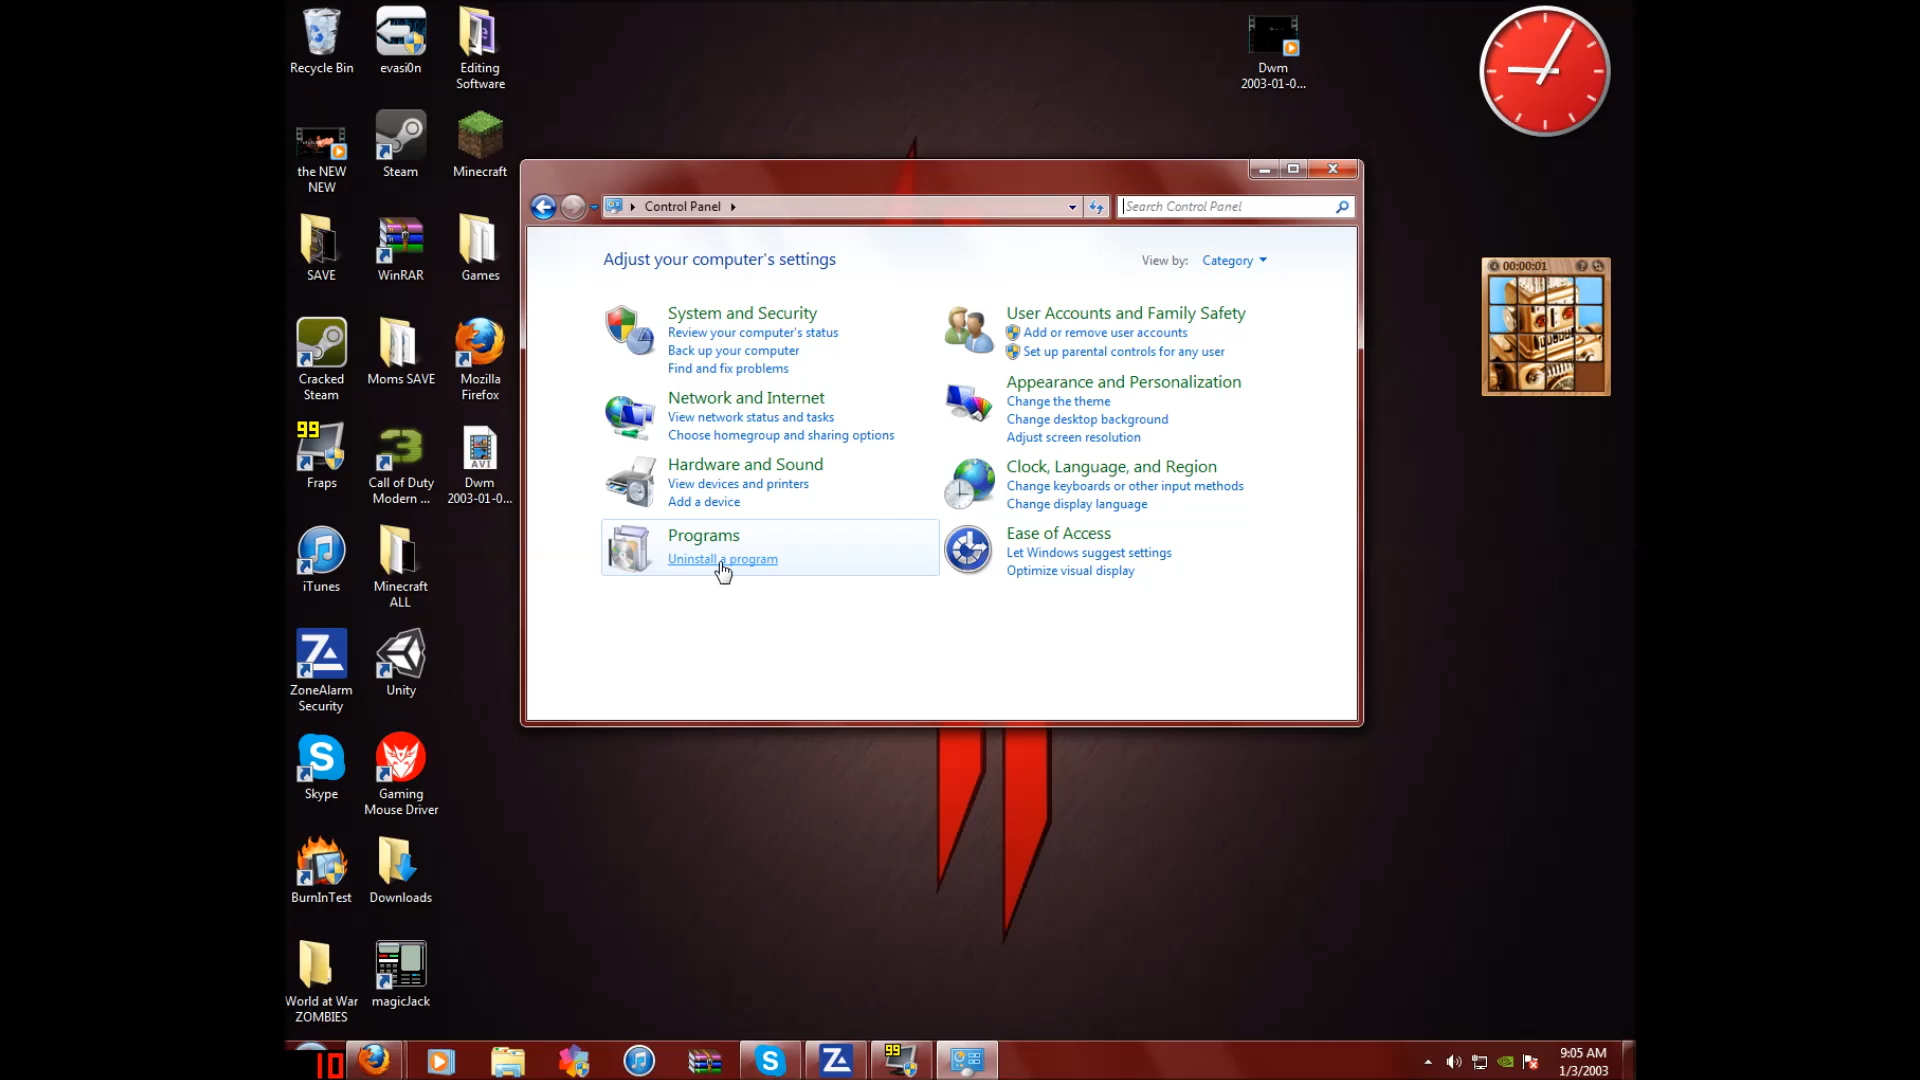 Recycle Bin
evasi0n
Editing
Software
Dwm
2003-01-0...
the NEW
NEW
Steam
Minecraft
SAVE
WinRAR
Games
Cracked
Steam
Moms SAVE
Mozilla
Firefox
99
Fraps
3
Call of Duty
Modern ...
AVI
Dwm
2003-01-0...
iTunes
Minecraft
ALL
ZoneAlarm
Security
Unity
Skype
Gaming
Mouse Driver
BurnInTest
Downloads
World at War
ZOMBIES
magicJack
Control Panel
Search Control Panel
Adjust your computer's settings
View by: Category
System and Security
Review your computer's status
Back up your computer
Find and fix problems
Network and Internet
View network status and tasks
Choose homegroup and sharing options
Hardware and Sound
View devices and printers
Add a device
Programs
Uninstall a program
User Accounts and Family Safety
Add or remove user accounts
Set up parental controls for any user
Appearance and Personalization
Change the theme
Change desktop background
Adjust screen resolution
Clock, Language, and Region
Change keyboards or other input methods
Change display language
Ease of Access
Let Windows suggest settings
Optimize visual display
00:00:01
10
99
9:05 AM
1/3/2003